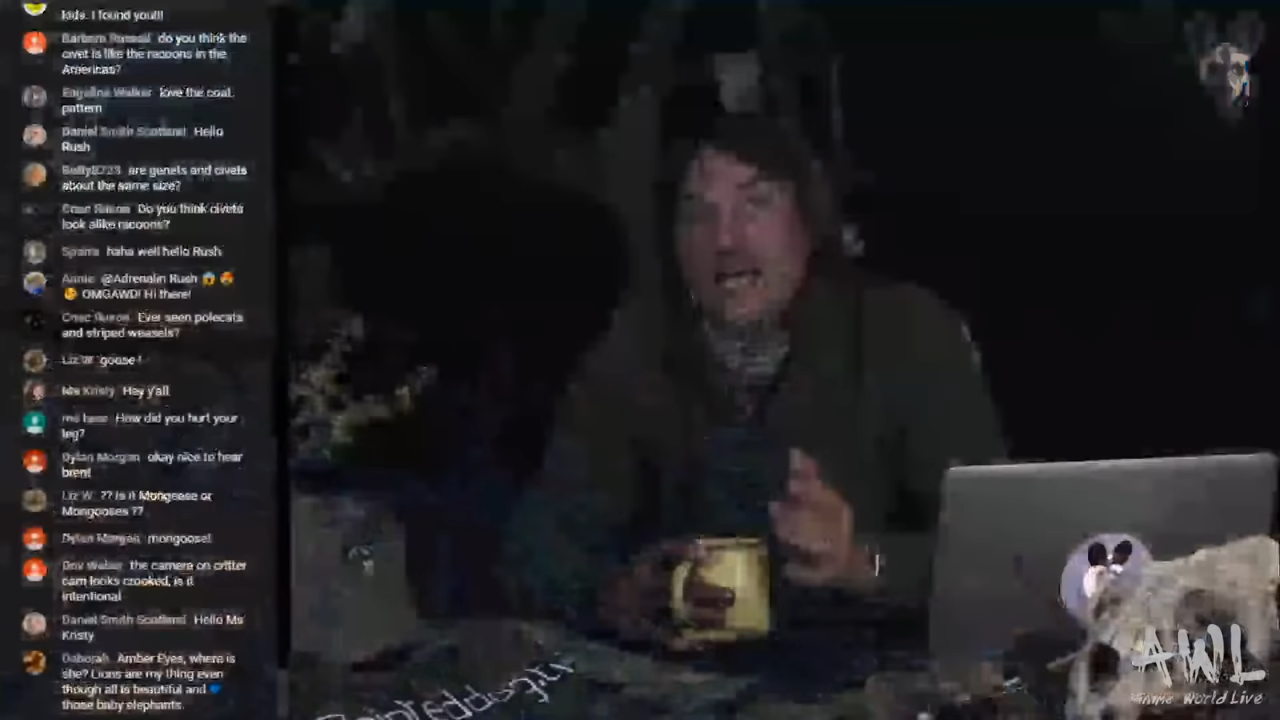 kids. I found you!!!
Barbara do you think the
civet is like the racoons in the
Americas?
Walker love the coat
pattern
Daniel Smith Scotland Hello
Rush
are genets and civets
about the same size?
Do you think civets
look alike racoons?
haha well hello Rush
Annie @Adrenalin Rush 😱 🥵
🧐 OMGAWD! Hi there!
Ever seen polecats
and striped weasels?
Liz W goose !
Ms Kristy Hey y'all
How did you hurt your
leg?
Dylan Morgan okay nice to hear
brent
Liz W ?? Is it Mongeese or
Mongooses ??
Dylan Morgan mongoose!
the camera on critter
cam looks crooked, is it
intentional
Daniel Smith Scotland Hello Ms
Kristy
Deborah Amber Eyes, where is
she? Lions are my thing even
though all is beautiful and 💙
those baby elephants.
AWL
World Live